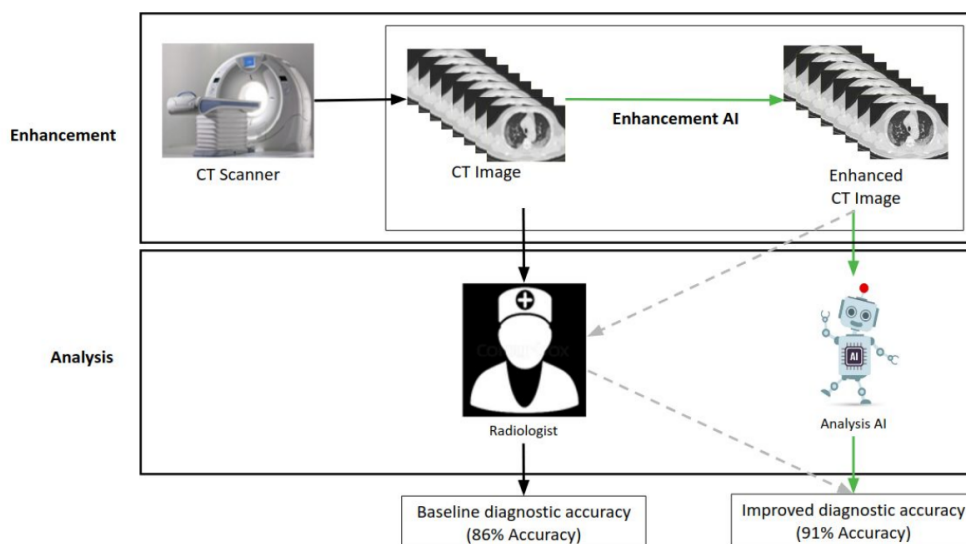 Enhancement
CT Scanner
CT Image
Enhancement AI
Enhanced
CT Image
Analysis
Radiologist
AI
Analysis AI
Baseline diagnostic accuracy
(86% Accuracy)
Improved diagnostic accuracy
(91% Accuracy)